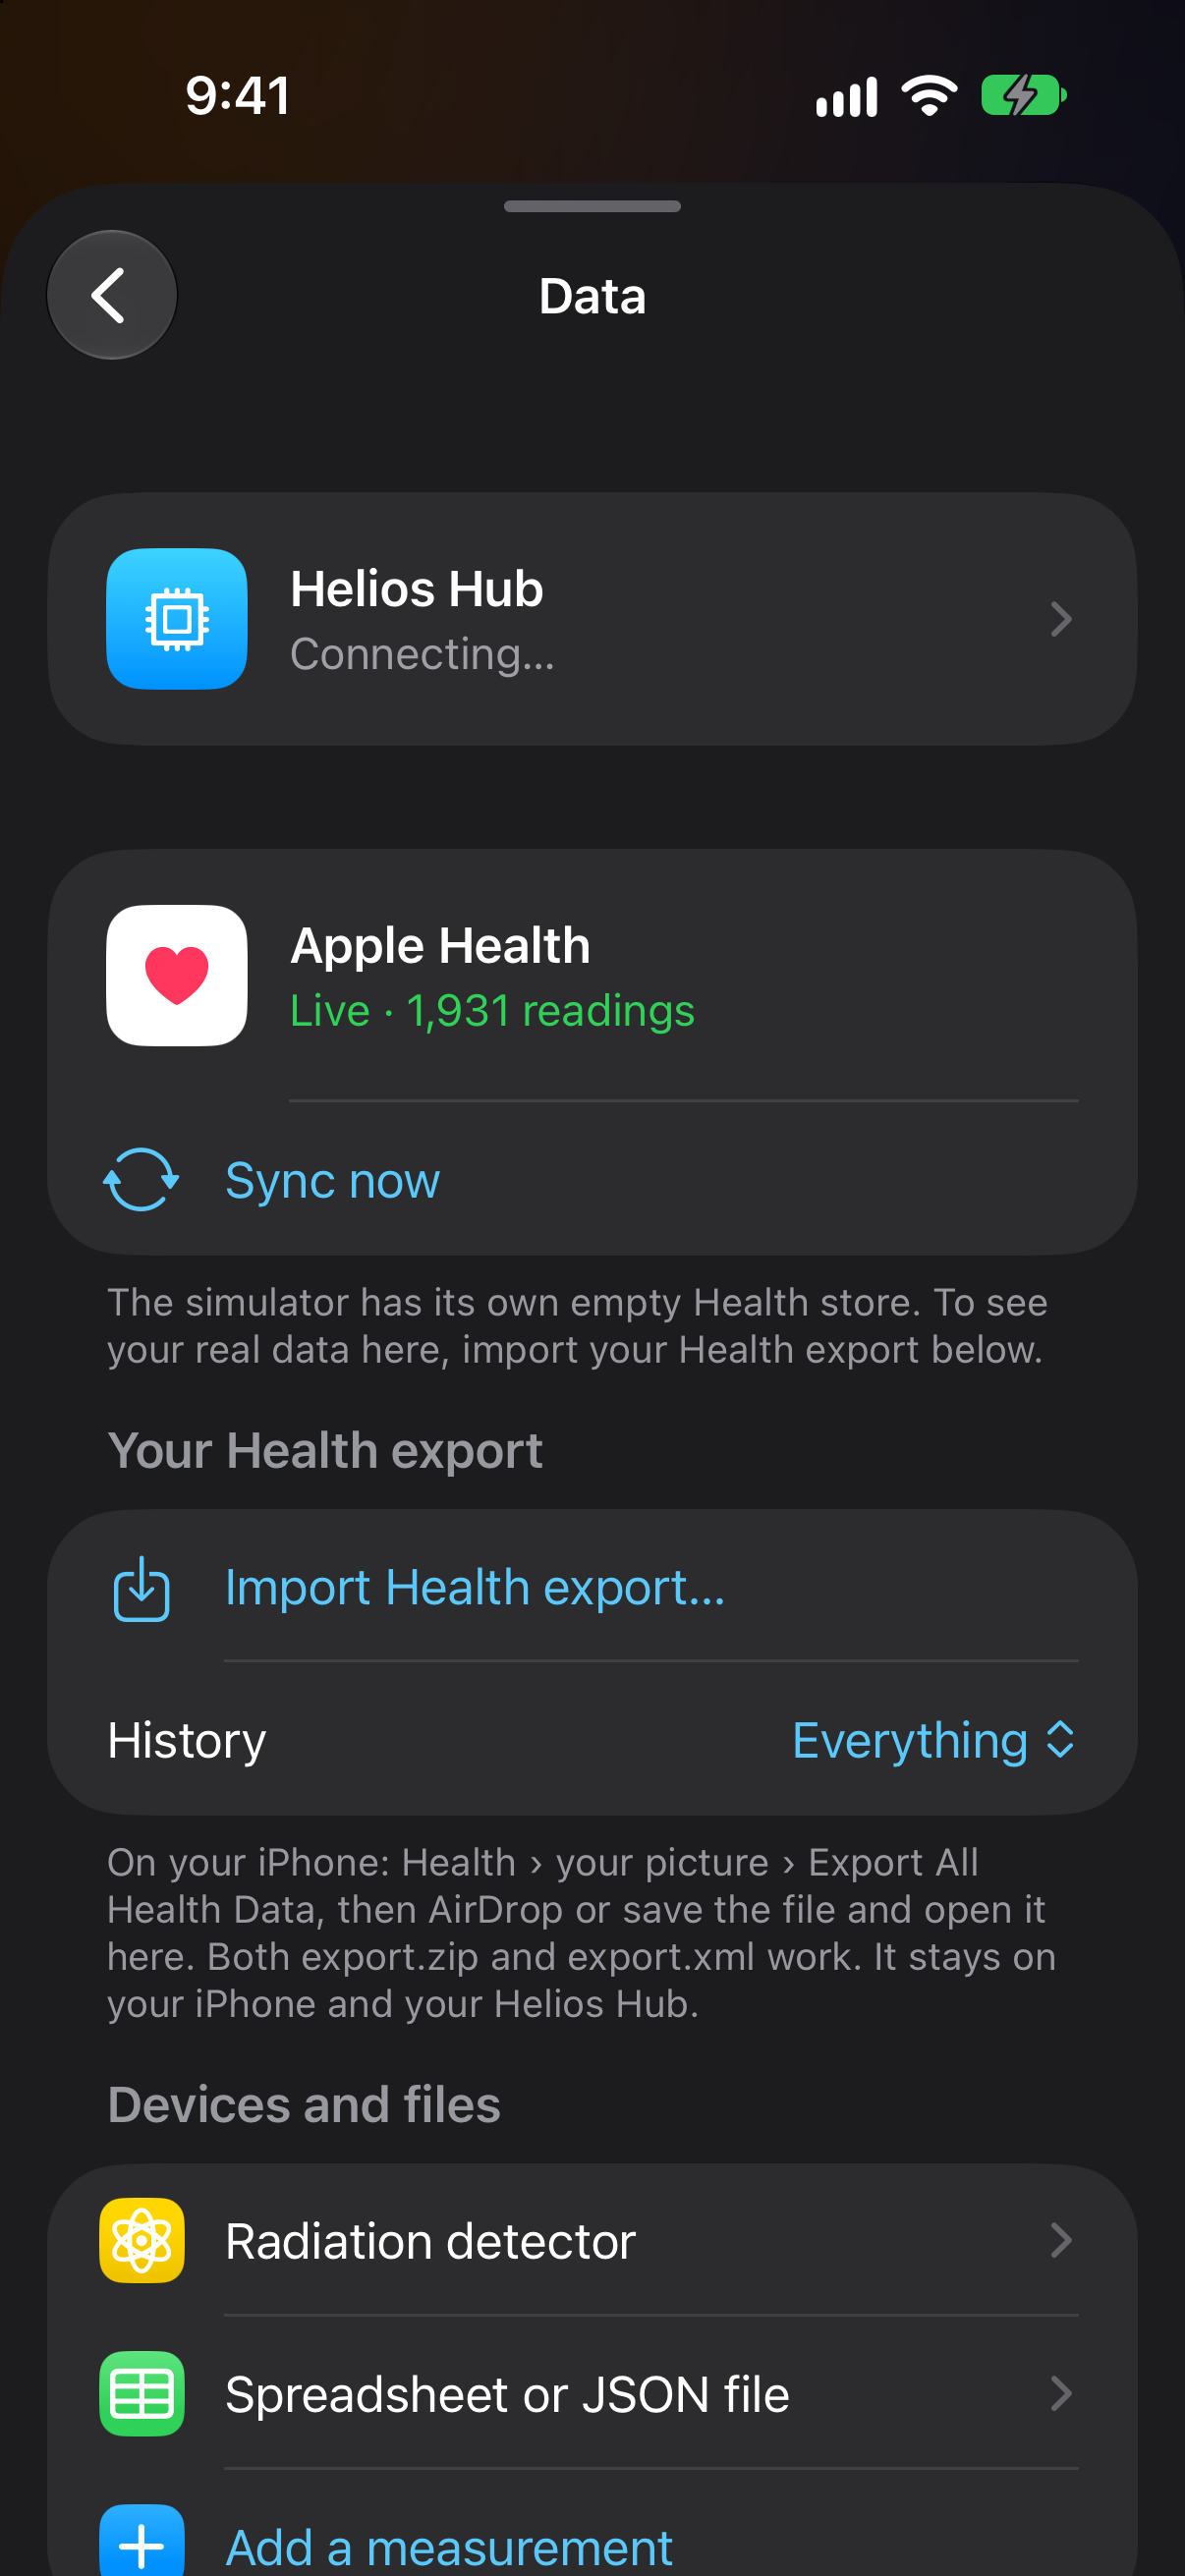 9:41
Data
Helios Hub
Connecting...
Apple Health
Live · 1,931 readings
Sync now
The simulator has its own empty Health store. To see
your real data here, import your Health export below.
Your Health export
Import Health export...
History
Everything
On your iPhone: Health › your picture › Export All
Health Data, then AirDrop or save the file and open it
here. Both export.zip and export.xml work. It stays on
your iPhone and your Helios Hub.
Devices and files
Radiation detector
Spreadsheet or JSON file
Add a measurement